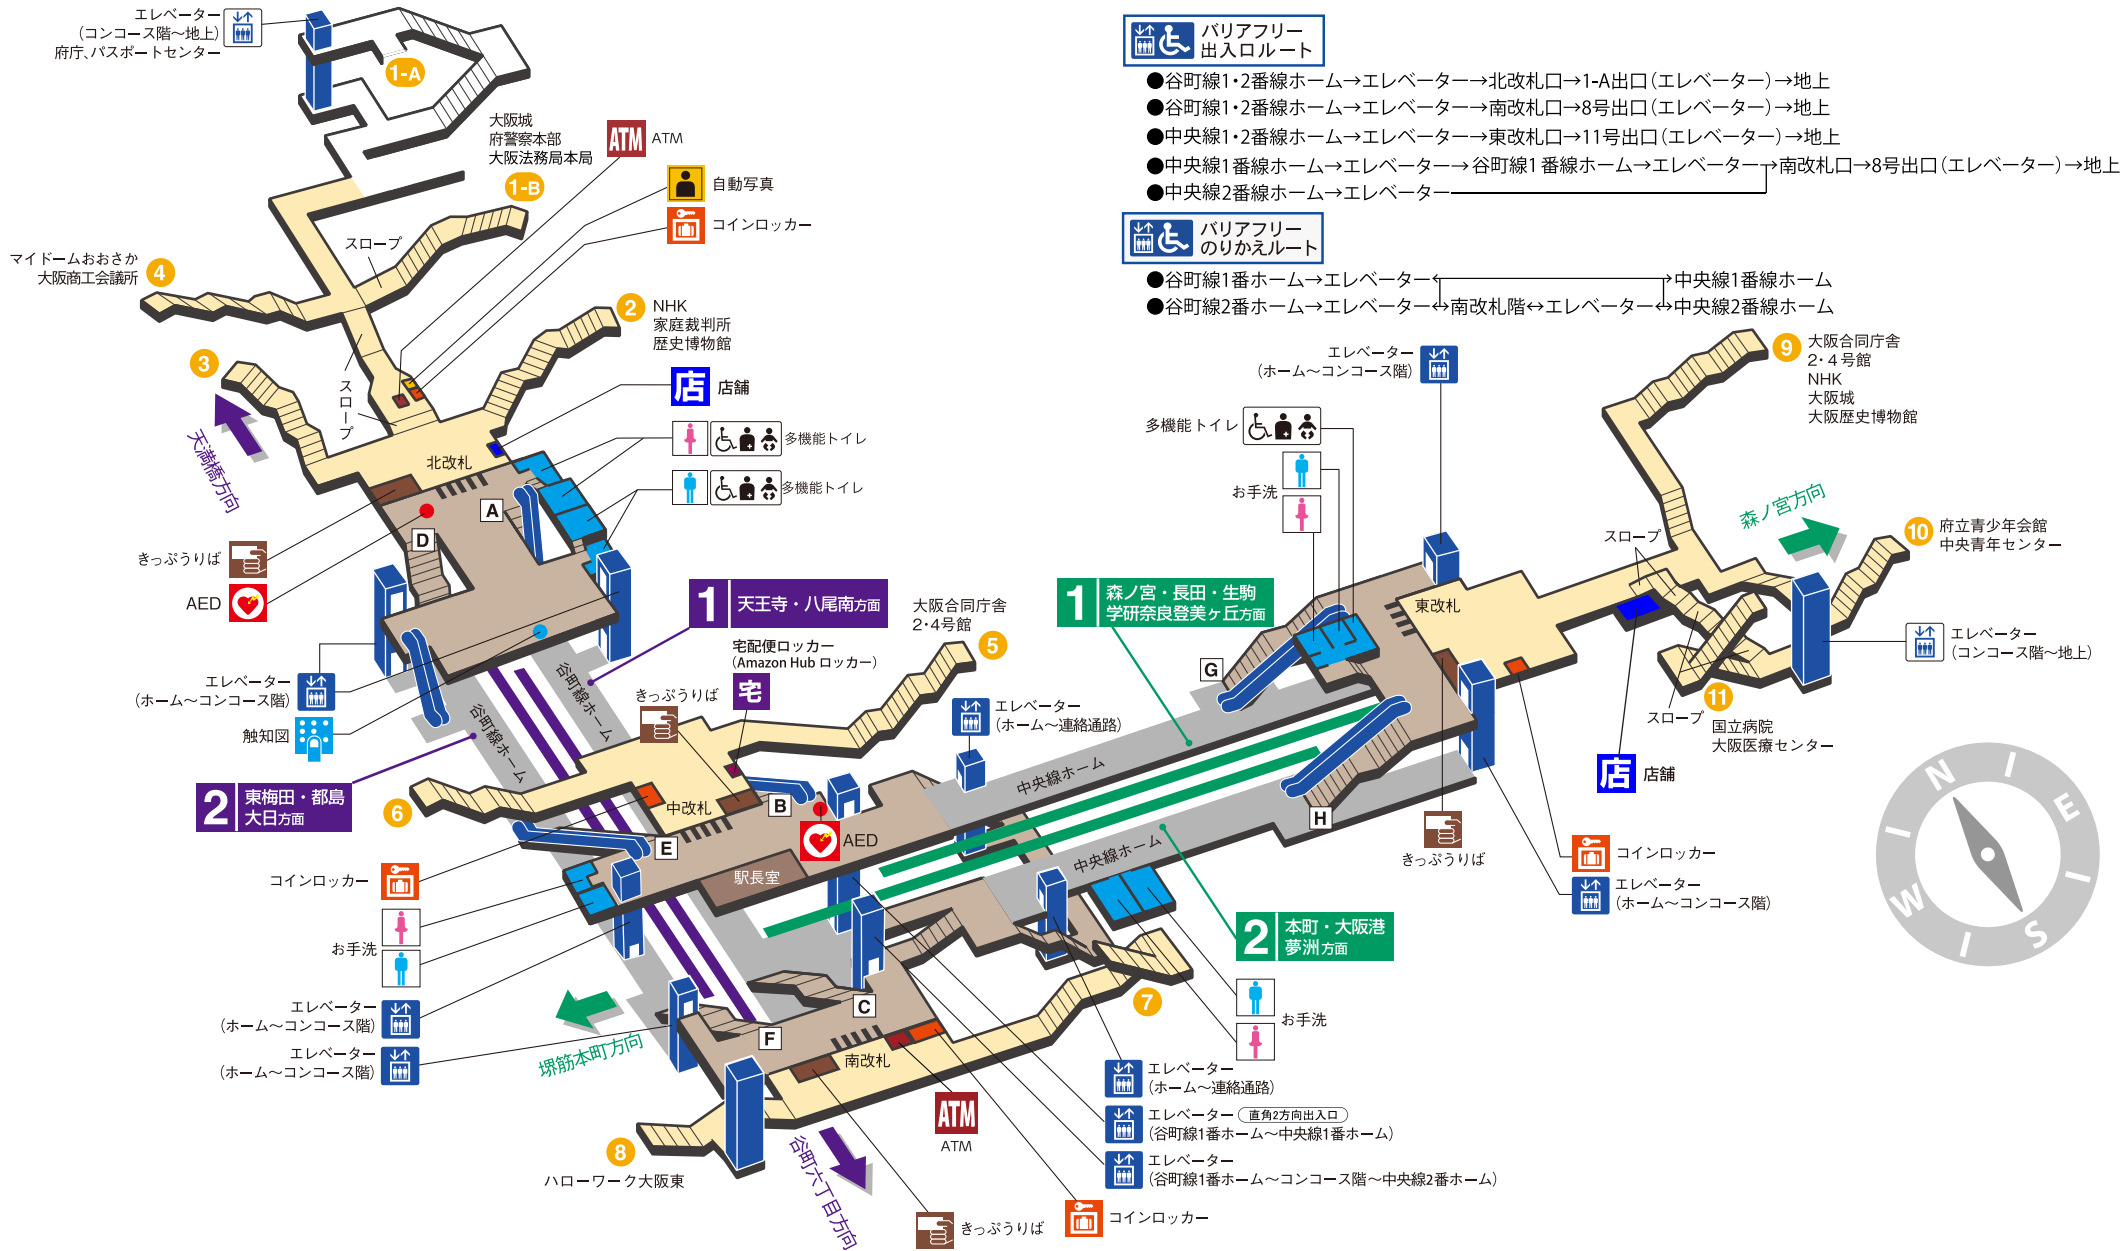 エレベーター
(コンコース階～地上)
府庁、パスポートセンター
1-A
大阪城
府警察本部
大阪法務局本局
1-B
ATM
ATM
自動写真
コインロッカー
スロープ
マイドームおおさか
大阪商工会議所
4
2
NHK
家庭裁判所
歴史博物館
3
スロープ
店
店舗
天満橋方向
北改札
多機能トイレ
多機能トイレ
A
D
きっぷうりば
AED
エレベーター
(ホーム～コンコース階)
触知図
1
天王寺・八尾南方面
谷町線ホーム
谷町線ホーム
2
東梅田・都島
大日方面
大阪合同庁舎
2・4号館
5
宅配便ロッカー
(Amazon Hub ロッカー)
宅
きっぷうりば
6
中改札
B
E
AED
駅長室
コインロッカー
お手洗
エレベーター
(ホーム～コンコース階)
エレベーター
(ホーム～コンコース階)
堺筋本町方向
C
F
南改札
8
ハローワーク大阪東
谷町六丁目方向
ATM
ATM
きっぷうりば
コインロッカー
バリアフリー
出入口ルート
●谷町線1・2番線ホーム→エレベーター→北改札口→1-A出口(エレベーター)→地上
●谷町線1・2番線ホーム→エレベーター→南改札口→8号出口(エレベーター)→地上
●中央線1・2番線ホーム→エレベーター→東改札口→11号出口(エレベーター)→地上
●中央線1番線ホーム→エレベーター→谷町線1番線ホーム→エレベーター→南改札口→8号出口(エレベーター)→地上
●中央線2番線ホーム→エレベーター
バリアフリー
のりかえルート
●谷町線1番ホーム→エレベーター←→中央線1番線ホーム
●谷町線2番ホーム→エレベーター↔南改札階↔エレベーター↔中央線2番線ホーム
エレベーター
(ホーム～コンコース階)
多機能トイレ
お手洗
9
大阪合同庁舎
2・4号館
NHK
大阪城
大阪歴史博物館
森ノ宮方向
スロープ
10
府立青少年会館
中央青年センター
1
森ノ宮・長田・生駒
学研奈良登美ヶ丘方面
東改札
G
エレベーター
(コンコース階～地上)
11
スロープ
国立病院
大阪医療センター
店
店舗
エレベーター
(ホーム～連絡通路)
中央線ホーム
中央線ホーム
H
きっぷうりば
コインロッカー
エレベーター
(ホーム～コンコース階)
2
本町・大阪港
夢洲方面
7
お手洗
エレベーター
(ホーム～連絡通路)
エレベーター 直角2方向出入口
(谷町線1番ホーム～中央線1番ホーム)
エレベーター
(谷町線1番ホーム～コンコース階～中央線2番ホーム)
N
E
S
W